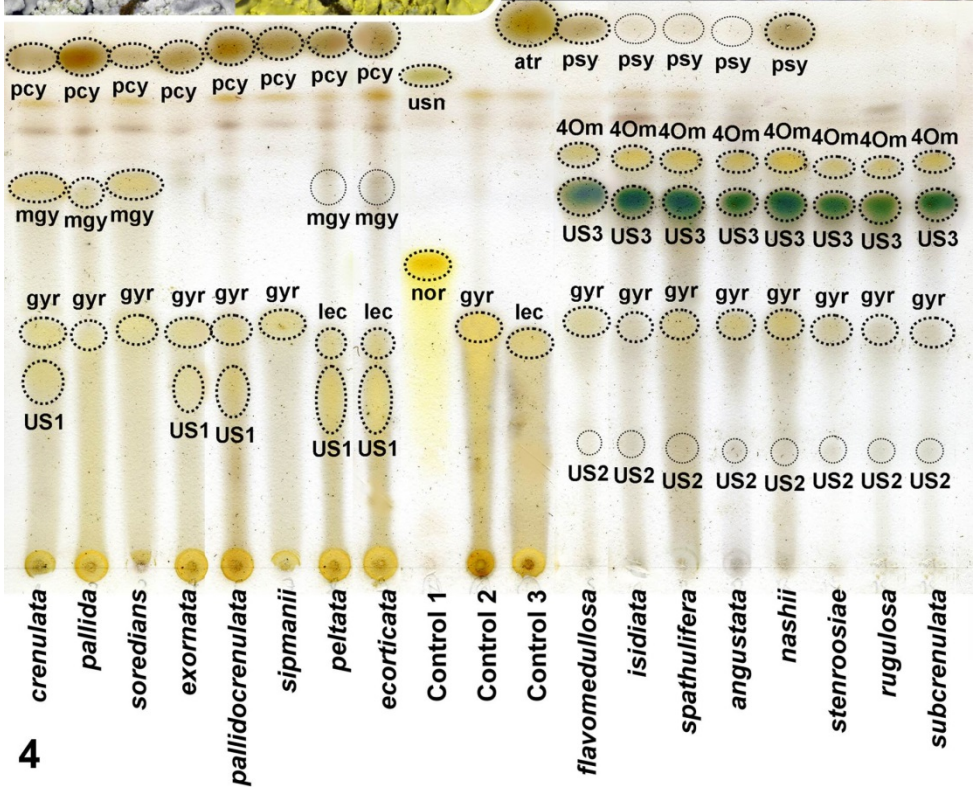 pcy pcy pcy pcy pcy pcy pcy pcy usn atr psy psy psy psy psy
4Om 4Om 4Om 4Om 4Om 4Om 4Om 4Om
mgy mgy mgy mgy mgy
US3 US3 US3 US3 US3 US3 US3 US3
gyr gyr gyr gyr gyr gyr lec lec nor gyr lec gyr gyr gyr gyr gyr gyr gyr gyr
US1 US1 US1 US1 US1
US2 US2 US2 US2 US2 US2 US2 US2
crenulata
pallida
soredians
exornata
pallidocrenulata
sipmanii
peltata
ecorticata
Control 1
Control 2
Control 3
flavomedullosa
isidiata
spathulifera
angustata
nashii
stenroosiae
rugulosa
subcrenulata
4